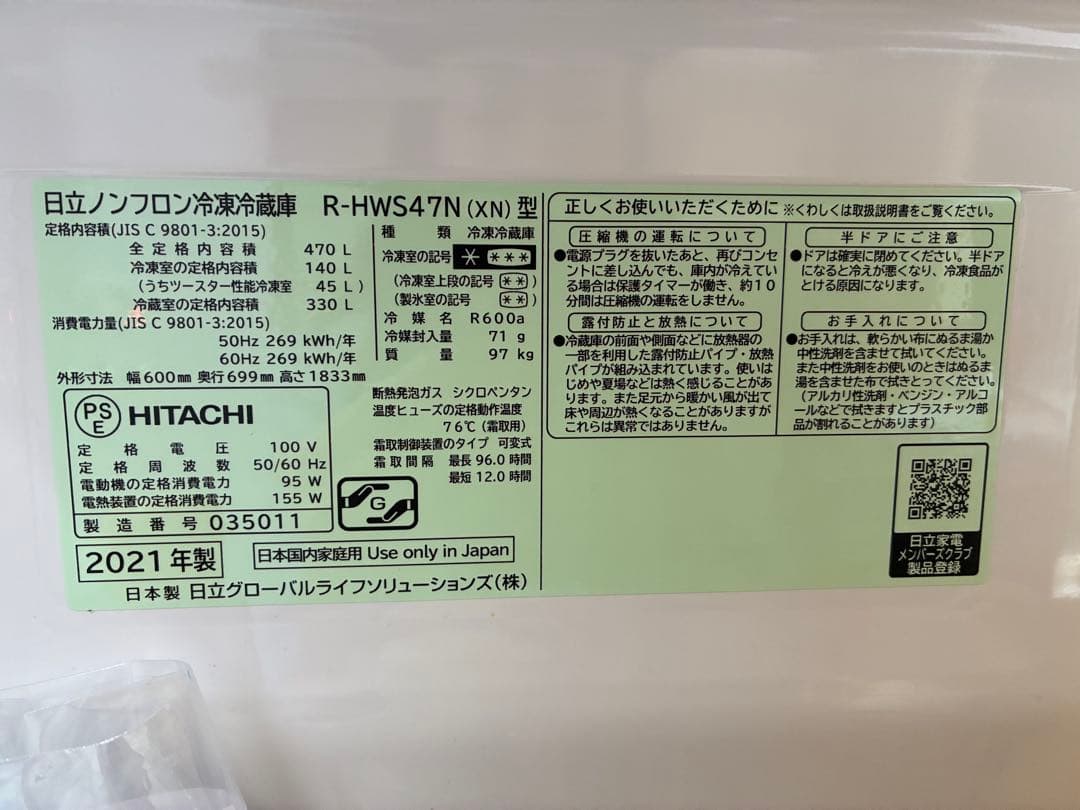 日立ノンフロン冷凍冷蔵庫 R-HWS47N (XN) 型
定格内容積(JIS C 9801-3:2015)
全定格内容積 470 L
冷凍室の定格内容積 140 L
(うちツースター性能冷凍室 45 L)
冷蔵室の定格内容積 330 L
消費電力量(JIS C 9801-3:2015)
50Hz 269 kWh/年
60Hz 269 kWh/年
外形寸法 幅600mm 奥行699mm 高さ1833mm
種類 冷凍冷蔵庫
冷凍室の記号 * ***
(冷凍室上段の記号 **)
(製氷室の記号 **)
冷媒名 R600a
冷媒封入量 71 g
質量 97 kg
PSE HITACHI
定格電圧 100 V
定格周波数 50/60 Hz
電動機の定格消費電力 95 W
電熱装置の定格消費電力 155 W
製造番号 035011
断熱発泡ガス シクロペンタン
温度ヒューズの定格動作温度
76℃(霜取用)
霜取制御装置のタイプ 可変式
霜取間隔 最長 96.0 時間
最短 12.0 時間
G
2021年製
日本国内家庭用 Use only in Japan
日本製 日立グローバルライフソリューションズ(株)
正しくお使いいただくために ※くわしくは取扱説明書をご覧ください。
圧縮機の運転について
●電源プラグを抜いたあと、再びコンセ
ントに差し込んでも、庫内が冷えてい
る場合は保護タイマーが働き、約10
分間は圧縮機の運転をしません。
露付防止と放熱について
●冷蔵庫の前面や側面などに放熱器の
一部を利用した露付防止パイプ・放熱
パイプが組み込まれています。使いは
じめや夏場などは熱く感じることがあ
ります。また足元から暖かい風が出て
床や周辺が熱くなることがありますが
これらは異常ではありません。
半ドアにご注意
●ドアは確実に閉めてください。半ドア
になると冷えが悪くなり、冷凍食品が
とける原因になります。
お手入れについて
●お手入れは、軟らかい布にぬるま湯か
中性洗剤を含ませて拭いてください。
また中性洗剤をお使いのときはぬるま
湯を含ませた布で拭きとってください。
(アルカリ性洗剤・ベンジン・アルコ
ールなどで拭きますとプラスチック部
品が割れることがあります)
日立家電
メンバーズクラブ
製品登録